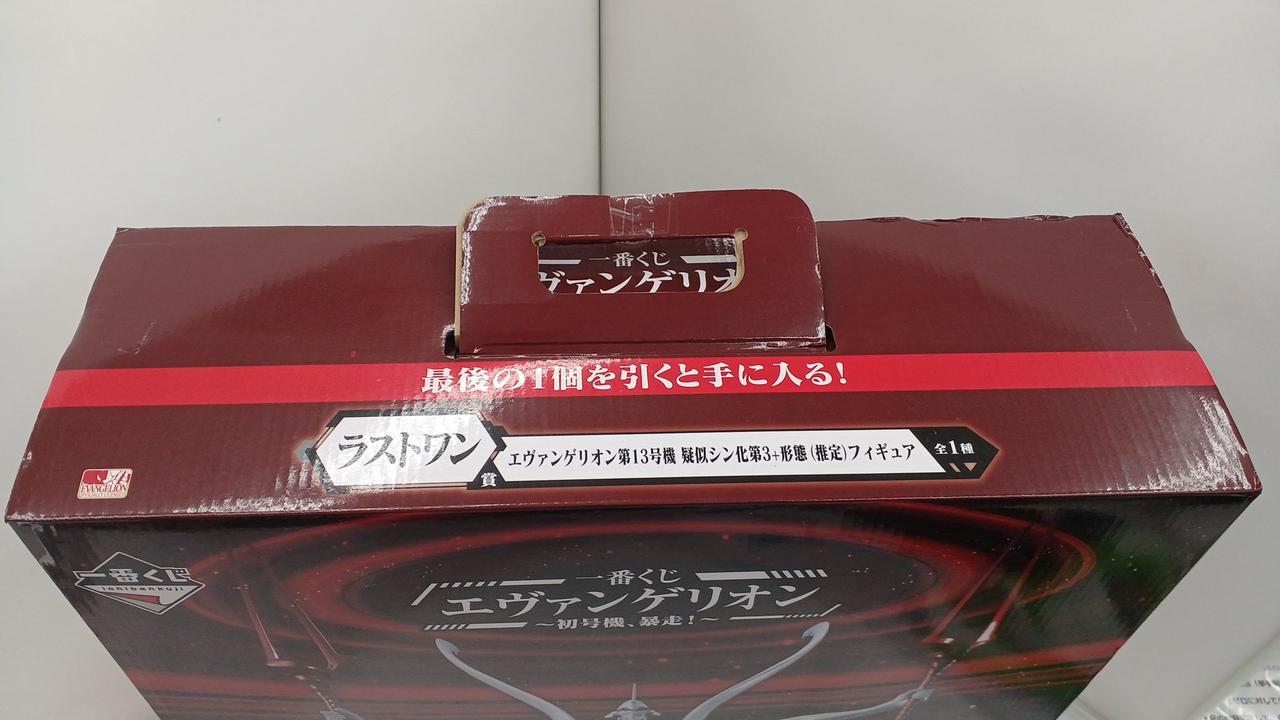 一番くじ
ヴァンゲリオ
最後の1個を引くと手に入る!
ラストワン賞
エヴァンゲリオン第13号機 疑似シン化第3+形態(推定)フィギュア
全1種
EVANGELION
一番くじ
ichibankuji
一番くじ
エヴァンゲリオン
~初号機、暴走!~